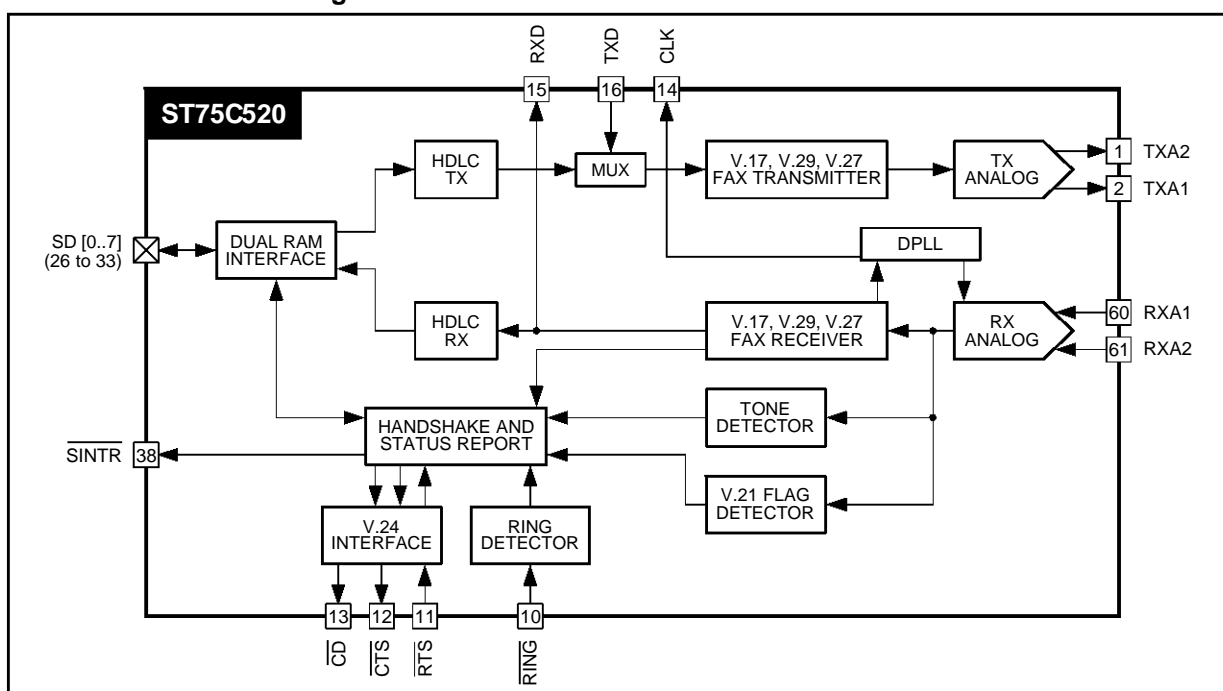 RXD
TXD
CLK
15
16
14
ST75C520
HDLC
TX
MUX
V.17, V.29, V.27
FAX TRANSMITTER
TX
ANALOG
1
TXA2
2
TXA1
SD [0..7]
(26 to 33)
DUAL RAM
INTERFACE
DPLL
HDLC
RX
V.17, V.29, V.27
FAX RECEIVER
RX
ANALOG
60
RXA1
61
RXA2
HANDSHAKE AND
STATUS REPORT
TONE
DETECTOR
SINTR
38
V.21 FLAG
DETECTOR
V.24
INTERFACE
RING
DETECTOR
13
12
11
10
CD
CTS
RTS
RING